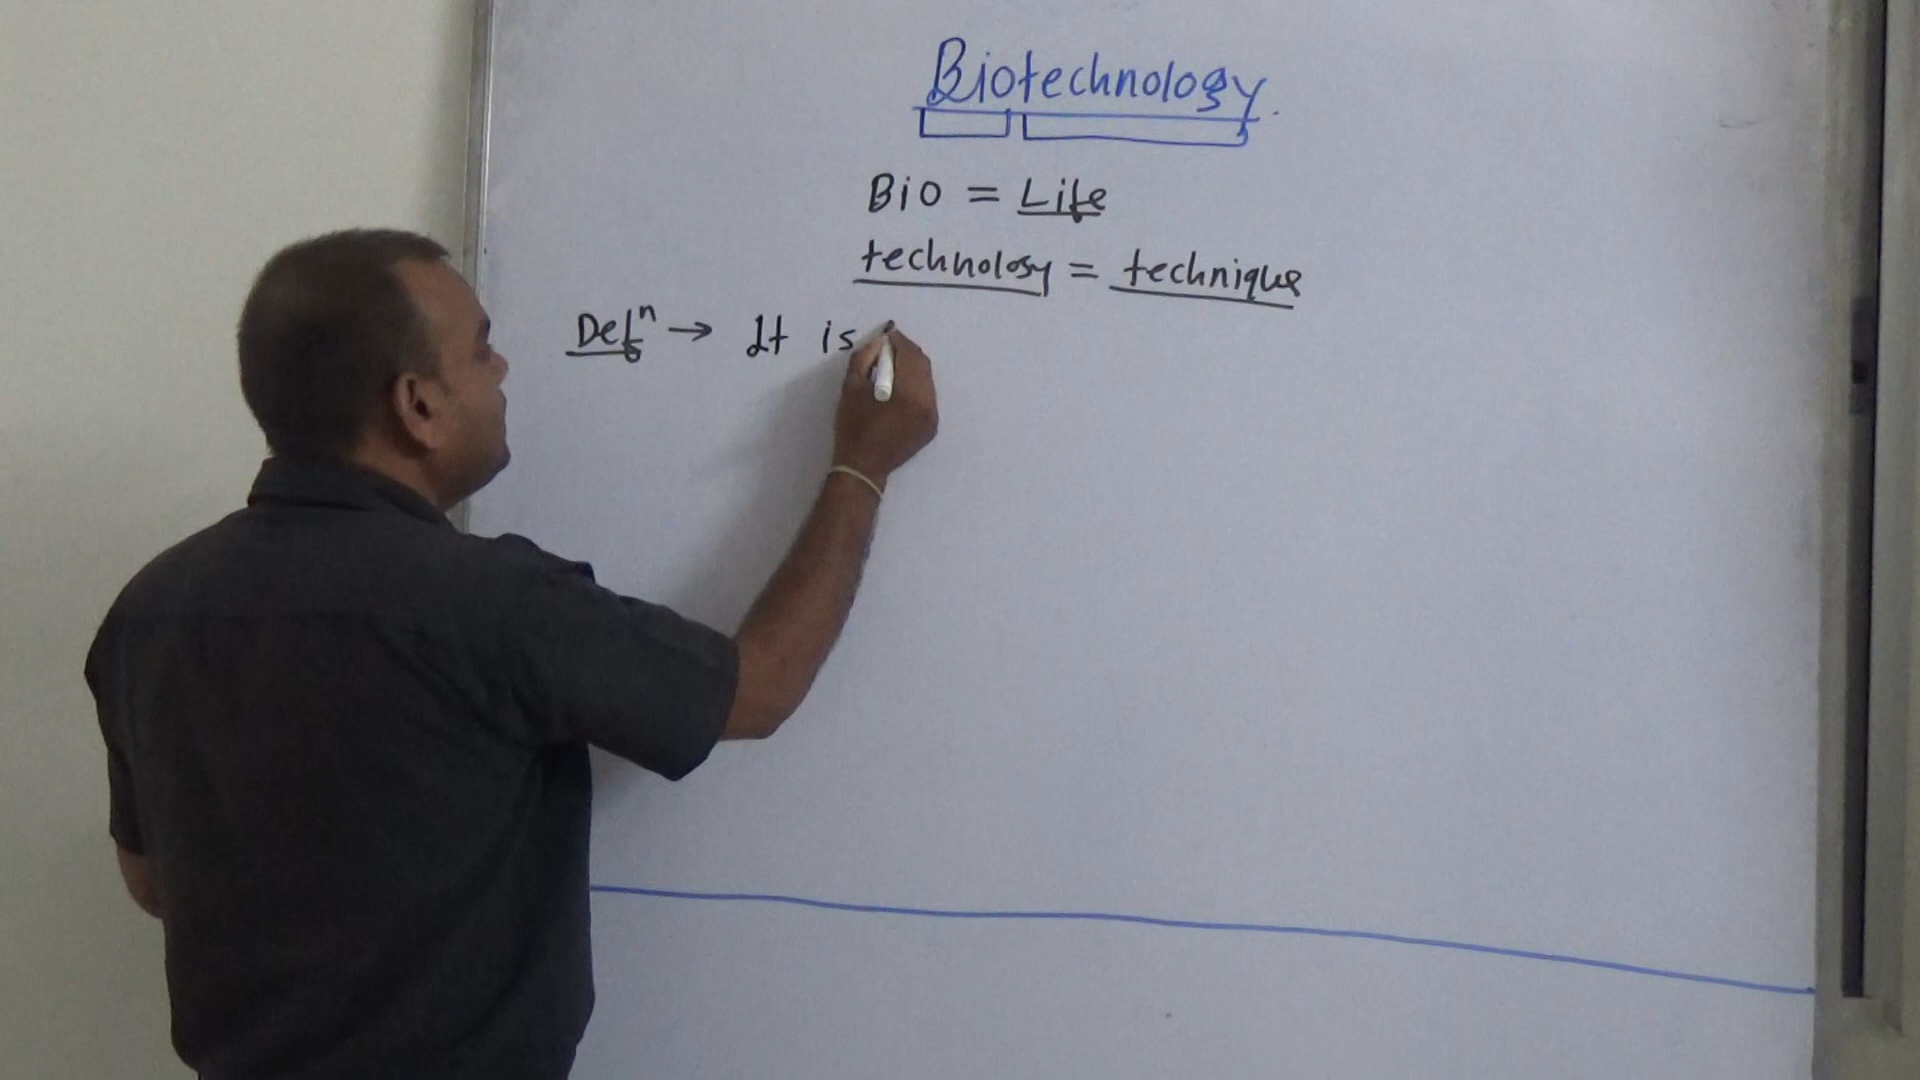 Biotechnology.
Bio = Life
technology = technique
Defⁿ → It is